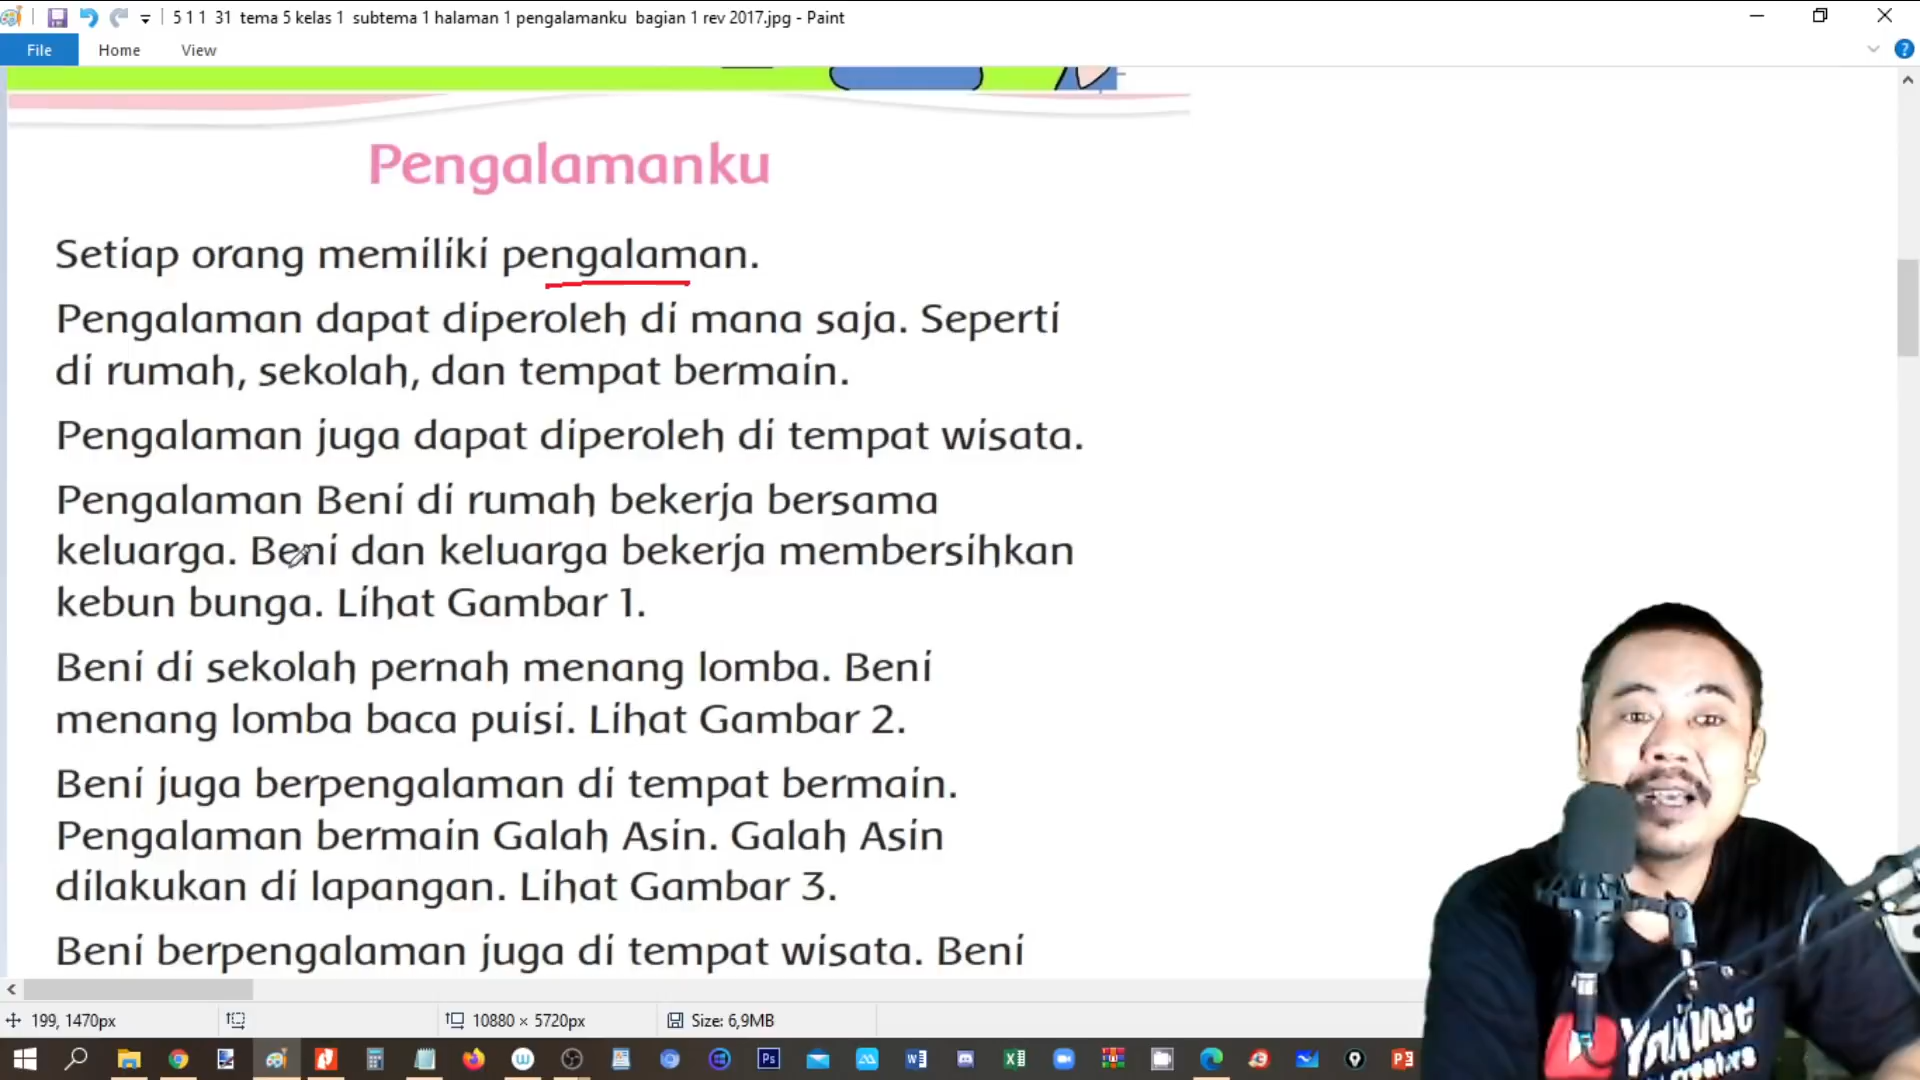 5 1 1 31 tema 5 kelas 1 subtema 1 halaman 1 pengalamanku bagian 1 rev 2017.jpg - Paint
File Home View
Pengalamanku
Setiap orang memiliki pengalaman.
Pengalaman dapat diperoleh di mana saja. Seperti
di rumah, sekolah, dan tempat bermain.
Pengalaman juga dapat diperoleh di tempat wisata.
Pengalaman Beni di rumah bekerja bersama
keluarga. Beni dan keluarga bekerja membersihkan
kebun bunga. Lihat Gambar 1.
Beni di sekolah pernah menang lomba. Beni
menang lomba baca puisi. Lihat Gambar 2.
Beni juga berpengalaman di tempat bermain.
Pengalaman bermain Galah Asin. Galah Asin
dilakukan di lapangan. Lihat Gambar 3.
Beni berpengalaman juga di tempat wisata. Beni
199, 1470px 10880 × 5720px Size: 6,9MB